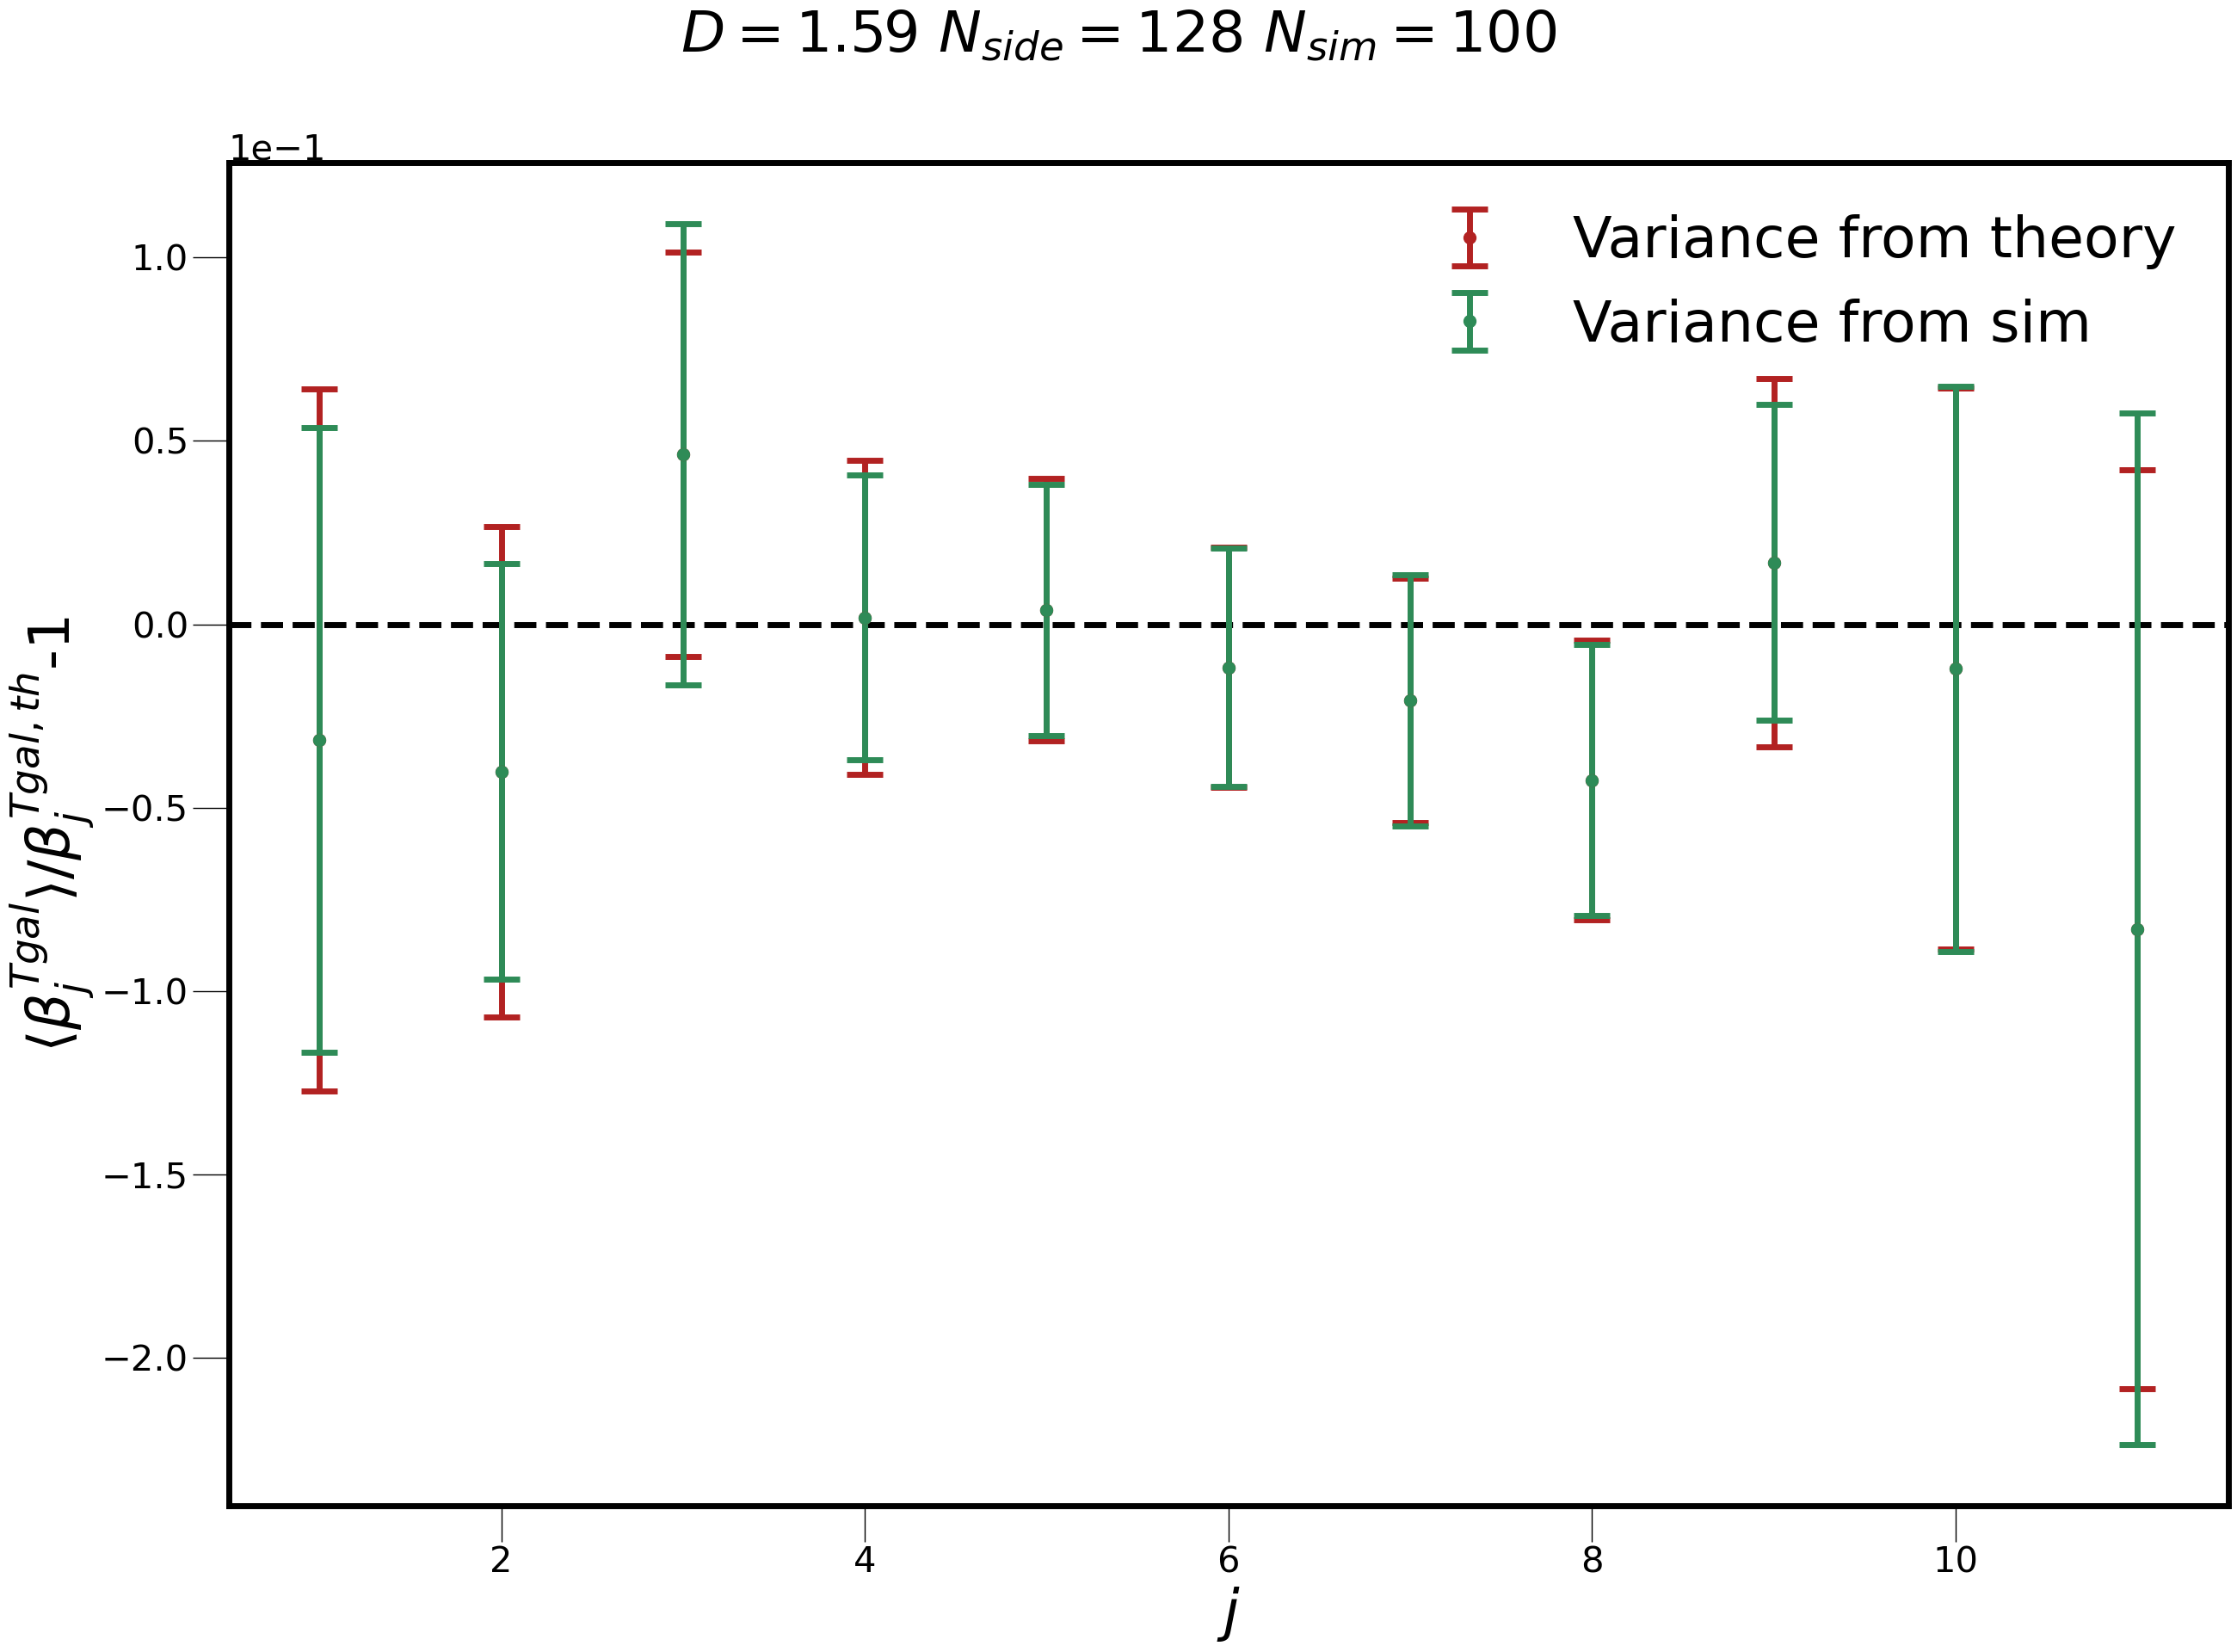 D = 1.59 N_side = 128 N_sim = 100
1e−1
Variance from theory
Variance from sim
1.0
0.5
0.0
−0.5
−1.0
−1.5
−2.0
⟨β_j^{Tgal}⟩/β_j^{Tgal,th}-1
2 4 6 8 10
j